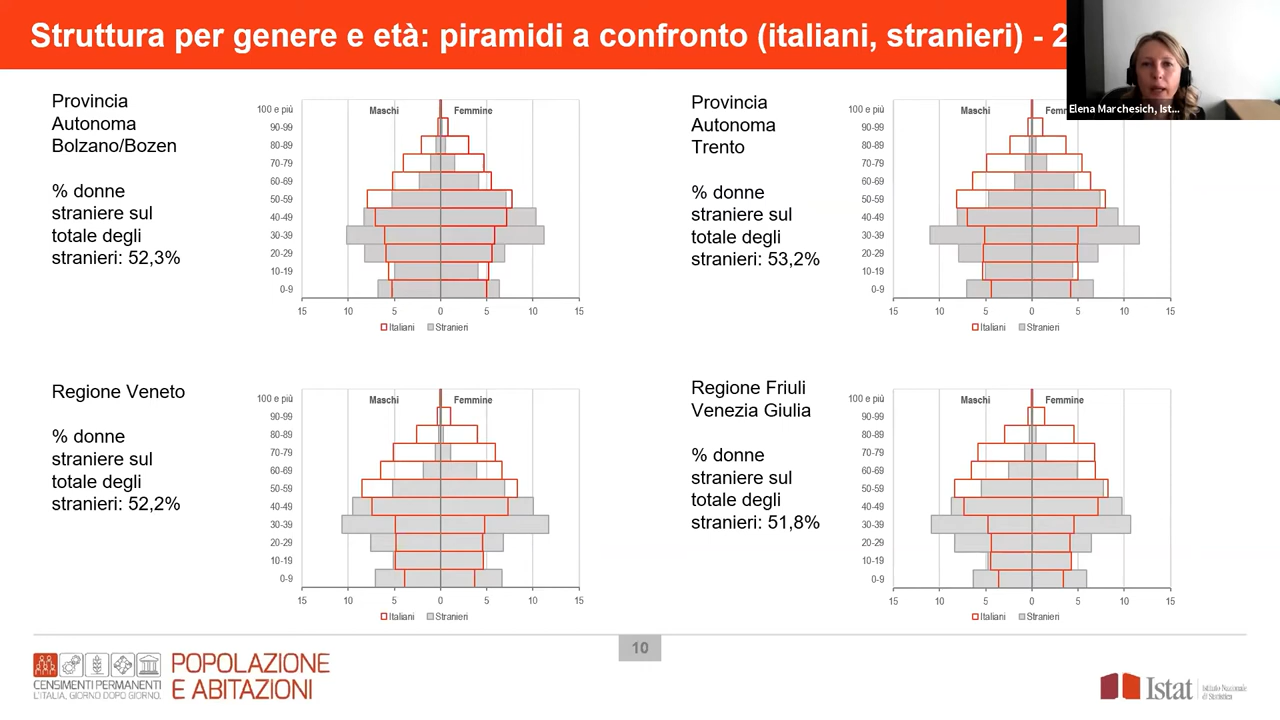 Struttura per genere e età: piramidi a confronto (italiani, stranieri) - 2
Elena Marchesich, Ist...
Provincia
Autonoma
Bolzano/Bozen
% donne
straniere sul
totale degli
stranieri: 52,3%
Maschi Femmine
100 e più
90-99
80-89
70-79
60-69
50-59
40-49
30-39
20-29
10-19
0-9
15 10 5 0 5 10 15
Italiani Stranieri
Provincia
Autonoma
Trento
% donne
straniere sul
totale degli
stranieri: 53,2%
Maschi Fem
100 e più
90-99
80-89
70-79
60-69
50-59
40-49
30-39
20-29
10-19
0-9
15 10 5 0 5 10 15
Italiani Stranieri
Regione Veneto
% donne
straniere sul
totale degli
stranieri: 52,2%
Maschi Femmine
100 e più
90-99
80-89
70-79
60-69
50-59
40-49
30-39
20-29
10-19
0-9
15 10 5 0 5 10 15
Italiani Stranieri
Regione Friuli
Venezia Giulia
% donne
straniere sul
totale degli
stranieri: 51,8%
Maschi Femmine
100 e più
90-99
80-89
70-79
60-69
50-59
40-49
30-39
20-29
10-19
0-9
15 10 5 0 5 10 15
Italiani Stranieri
10
CENSIMENTI PERMANENTI
L'ITALIA, GIORNO DOPO GIORNO.
POPOLAZIONE
E ABITAZIONI
Istat
Istituto Nazionale
di Statistica